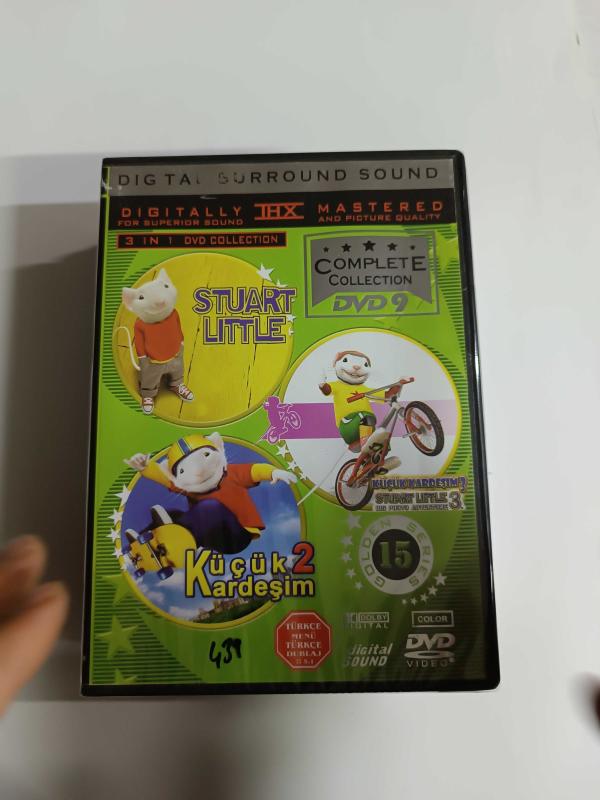 DIGITAL SURROUND SOUND
DIGITALLY THX MASTERED
FOR SUPERIOR SOUND AND PICTURE QUALITY
3 IN 1 DVD COLLECTION
COMPLETE
COLLECTION
DVD 9
STUART
LITTLE
KÜÇÜK KARDEŞİM 3
STUART LITTLE 3
Küçük 2
Kardeşim
GOLDEN SERIES
15
TÜRKÇE
MENÜ
TÜRKÇE
DUBLAJ
5.1
DOLBY
DIGITAL
digital
SOUND
COLOR
DVD
VIDEO